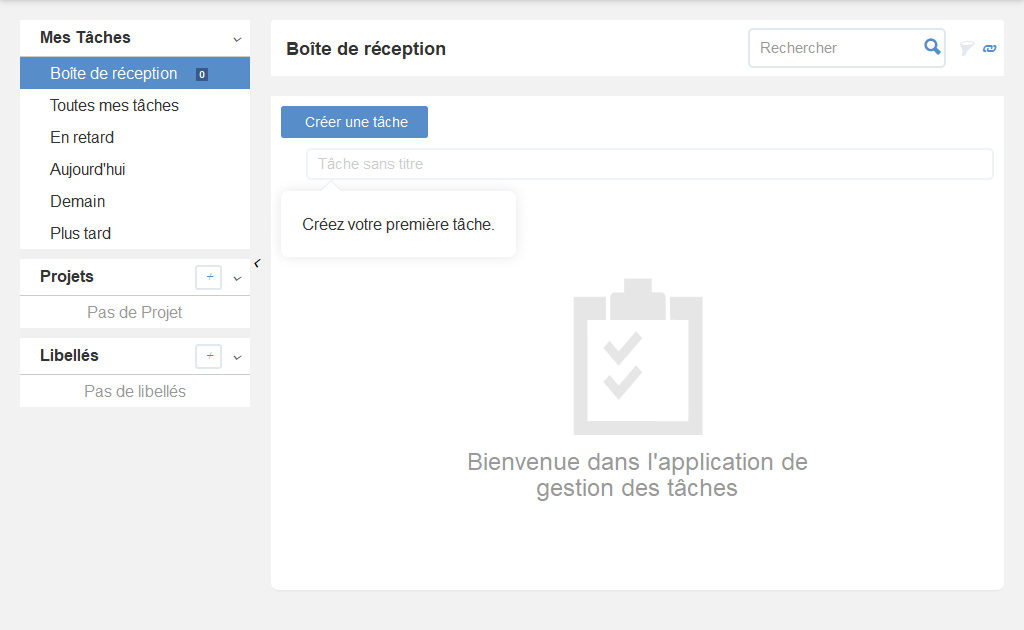 Mes Tâches
Boîte de réception 0
Toutes mes tâches
En retard
Aujourd'hui
Demain
Plus tard
Projets
Pas de Projet
Libellés
Pas de libellés
Boîte de réception
Rechercher
Créer une tâche
Tâche sans titre
Créez votre première tâche.
Bienvenue dans l'application de
gestion des tâches